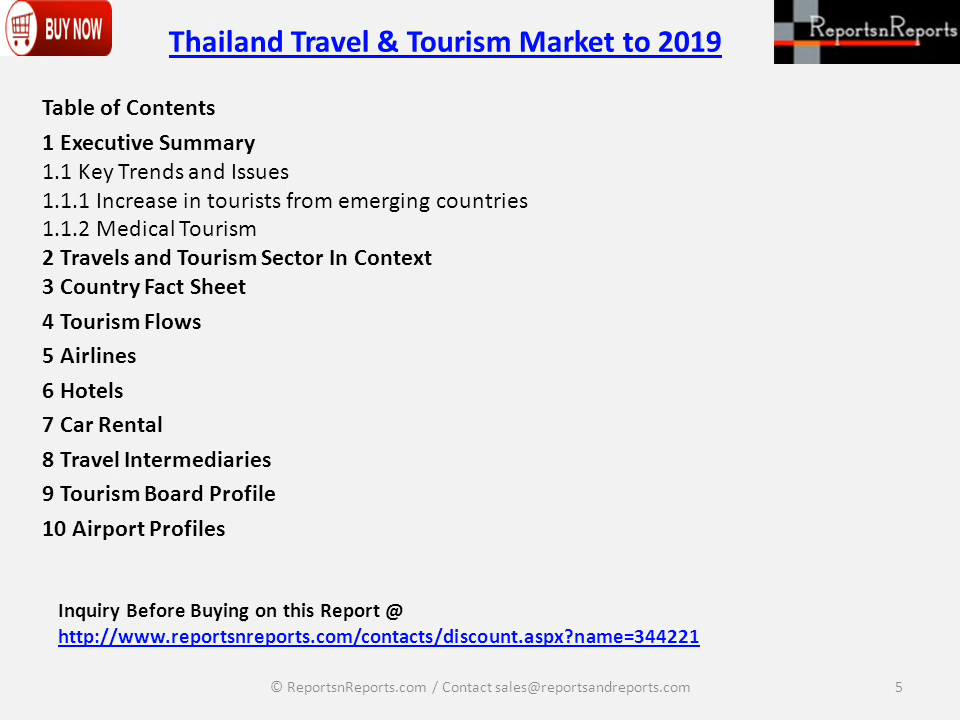 BUY NOW
Thailand Travel & Tourism Market to 2019
ReportsnReports
Table of Contents
1 Executive Summary
1.1 Key Trends and Issues
1.1.1 Increase in tourists from emerging countries
1.1.2 Medical Tourism
2 Travels and Tourism Sector In Context
3 Country Fact Sheet
4 Tourism Flows
5 Airlines
6 Hotels
7 Car Rental
8 Travel Intermediaries
9 Tourism Board Profile
10 Airport Profiles
Inquiry Before Buying on this Report @
http://www.reportsnreports.com/contacts/discount.aspx?name=344221
© ReportsnReports.com / Contact sales@reportsandreports.com
5